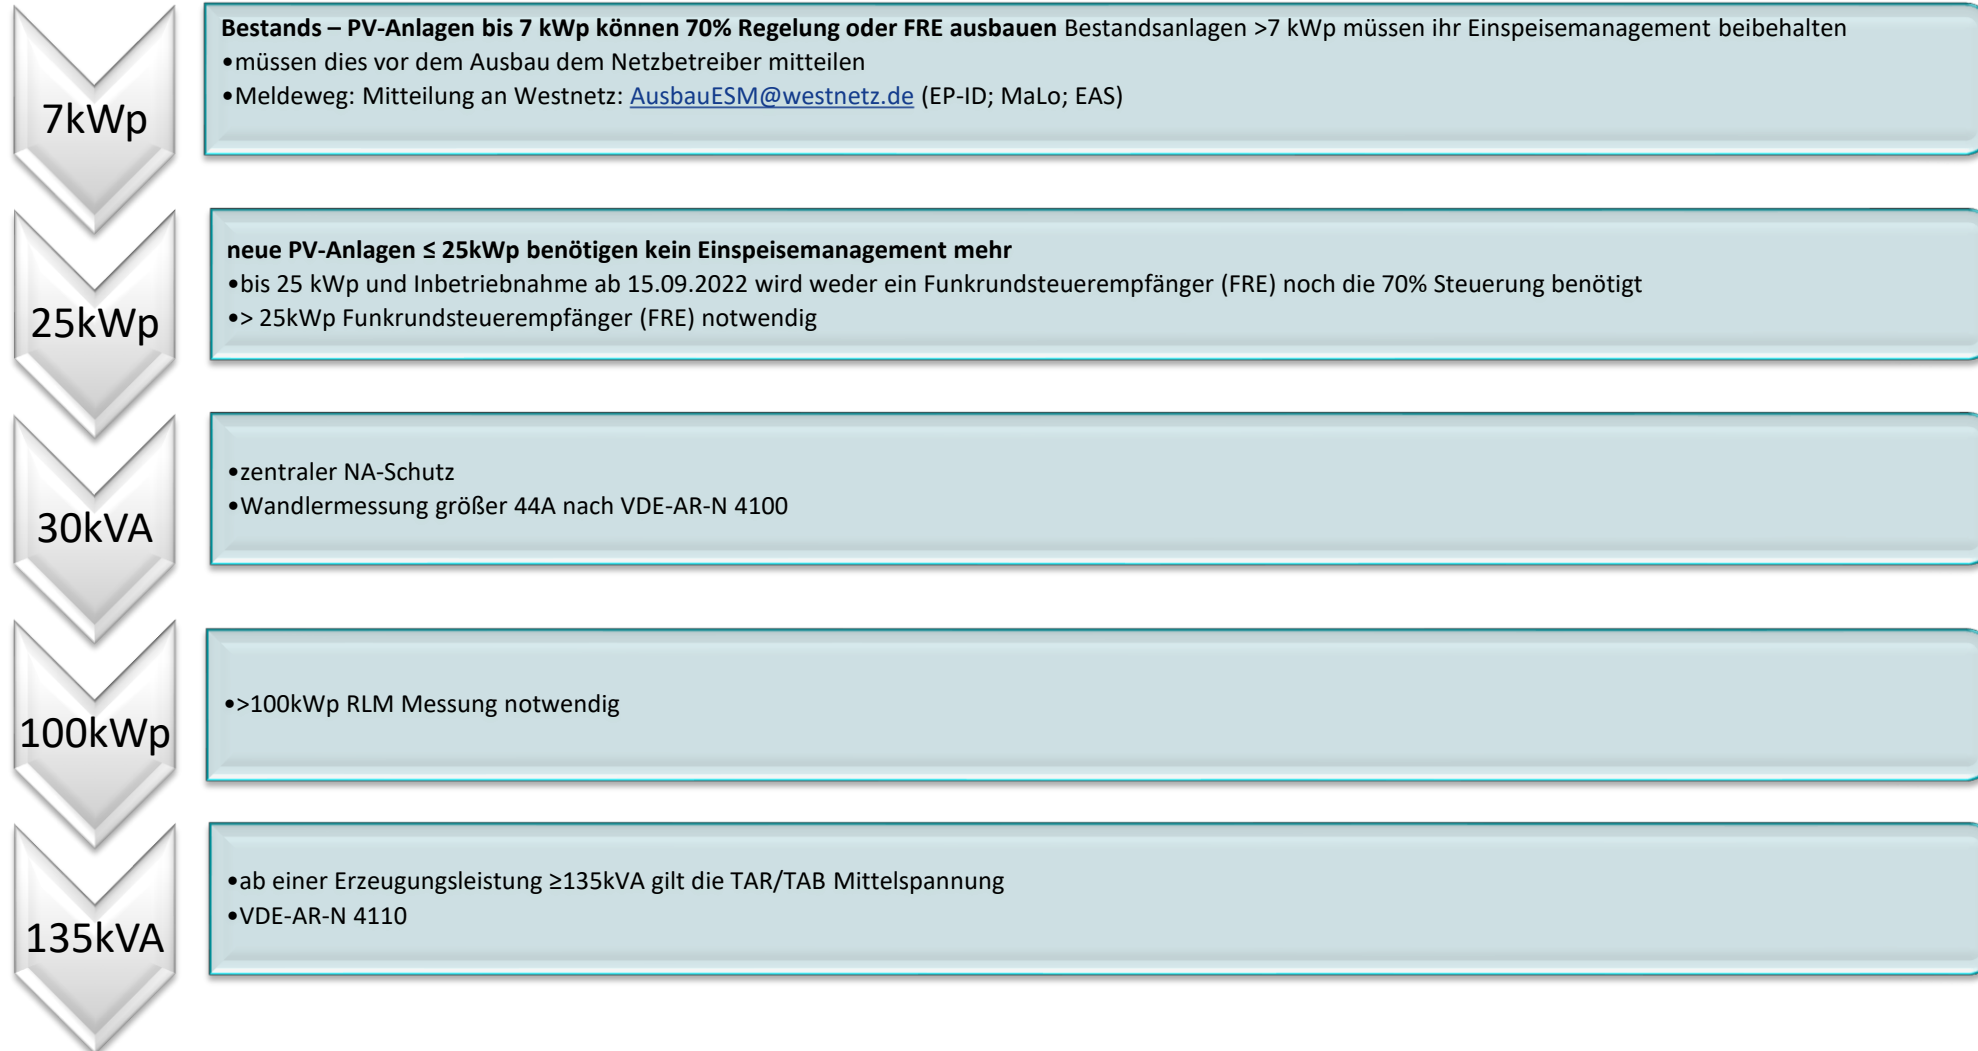 7kWp
Bestands – PV-Anlagen bis 7 kWp können 70% Regelung oder FRE ausbauen Bestandsanlagen >7 kWp müssen ihr Einspeisemanagement beibehalten
•müssen dies vor dem Ausbau dem Netzbetreiber mitteilen
•Meldeweg: Mitteilung an Westnetz: AusbauESM@westnetz.de (EP-ID; MaLo; EAS)
25kWp
neue PV-Anlagen ≤ 25kWp benötigen kein Einspeisemanagement mehr
•bis 25 kWp und Inbetriebnahme ab 15.09.2022 wird weder ein Funkrundsteuerempfänger (FRE) noch die 70% Steuerung benötigt
•> 25kWp Funkrundsteuerempfänger (FRE) notwendig
30kVA
•zentraler NA-Schutz
•Wandlermessung größer 44A nach VDE-AR-N 4100
100kWp
•>100kWp RLM Messung notwendig
135kVA
•ab einer Erzeugungsleistung ≥135kVA gilt die TAR/TAB Mittelspannung
•VDE-AR-N 4110